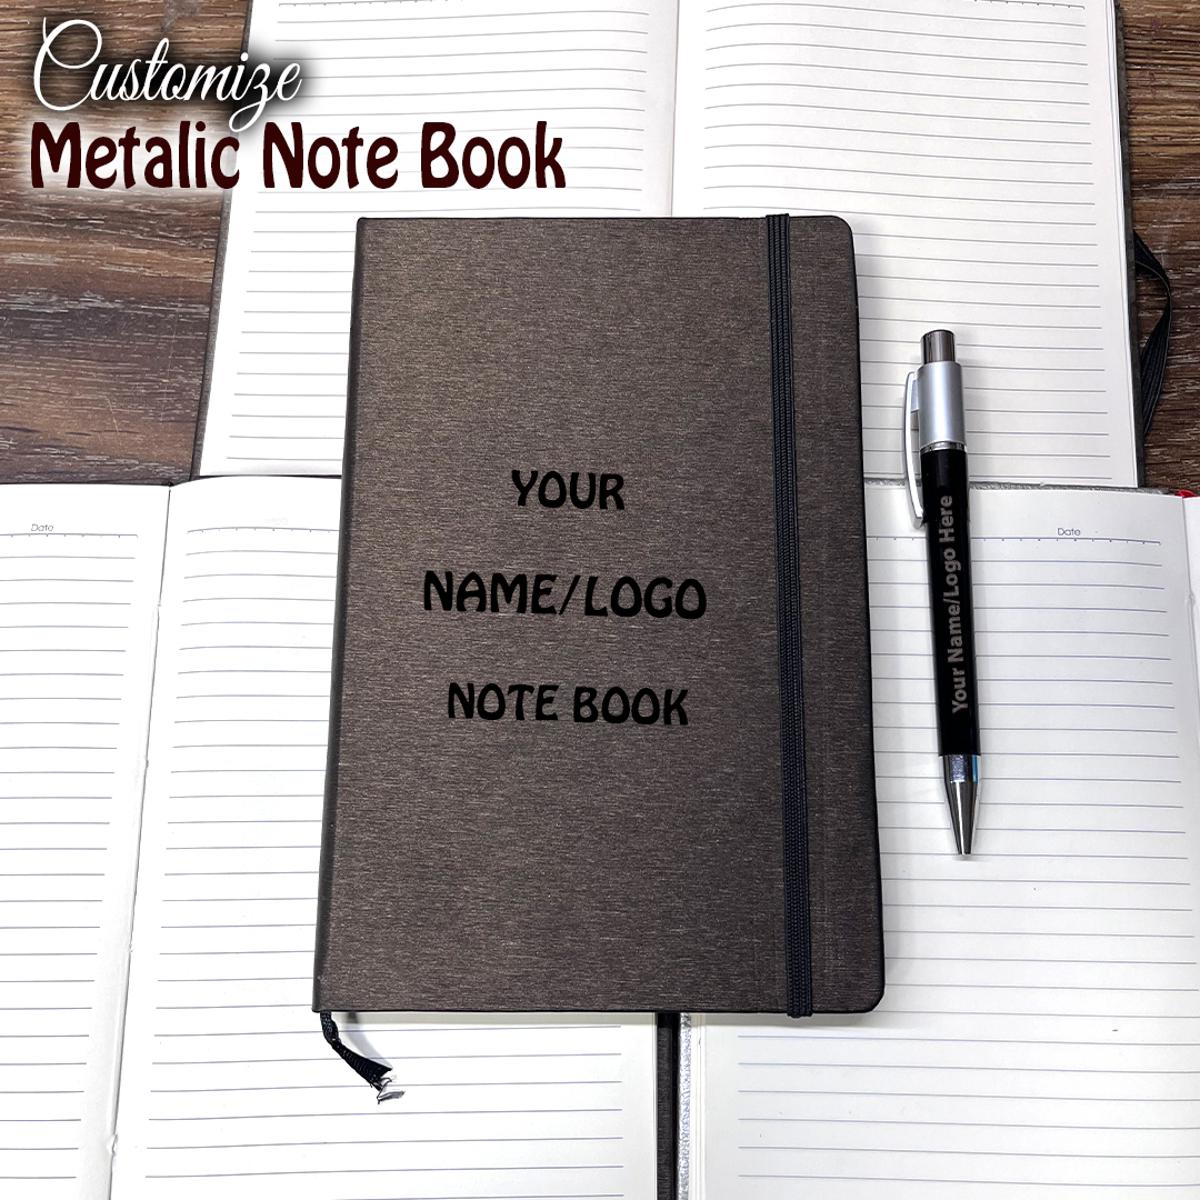 Customize
Metalic Note Book
YOUR
NAME/LOGO
NOTE BOOK
Your Name/Logo Here
Date
Date